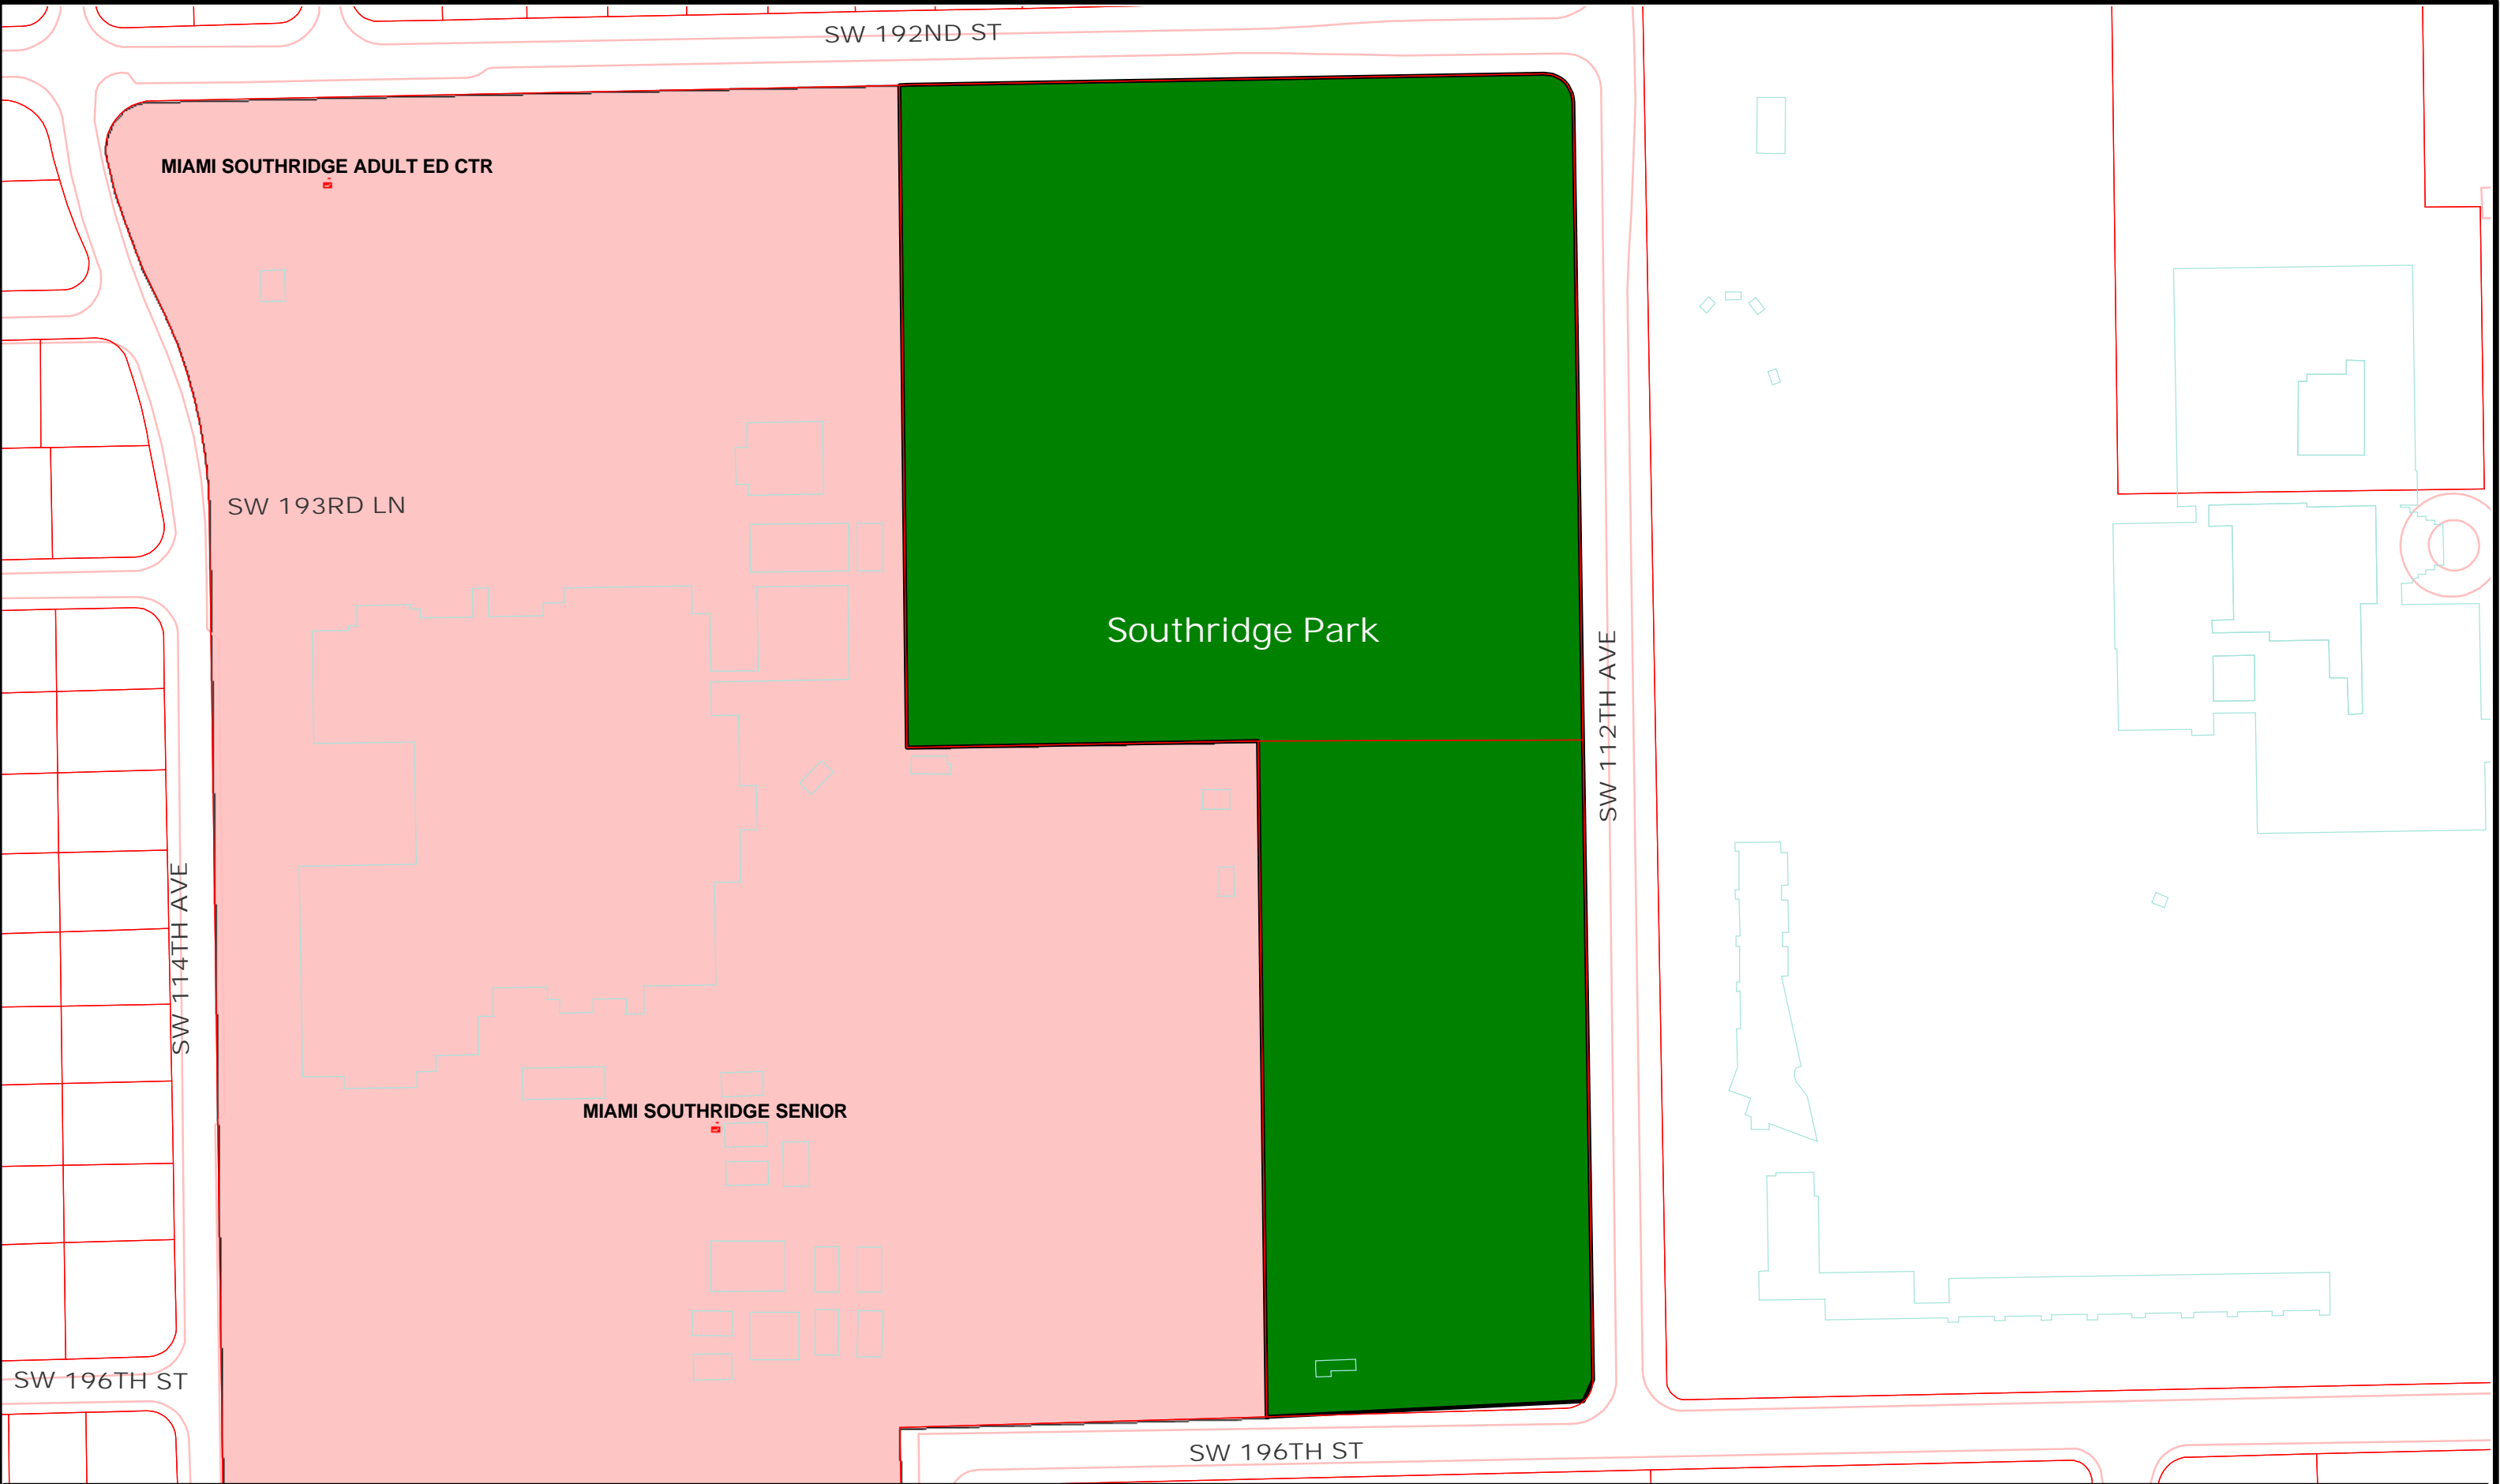 SW 192ND ST
MIAMI SOUTHRIDGE ADULT ED CTR
SW 193RD LN
Southridge Park
SW 112TH AVE
SW 114TH AVE
MIAMI SOUTHRIDGE SENIOR
SW 196TH ST
SW 196TH ST